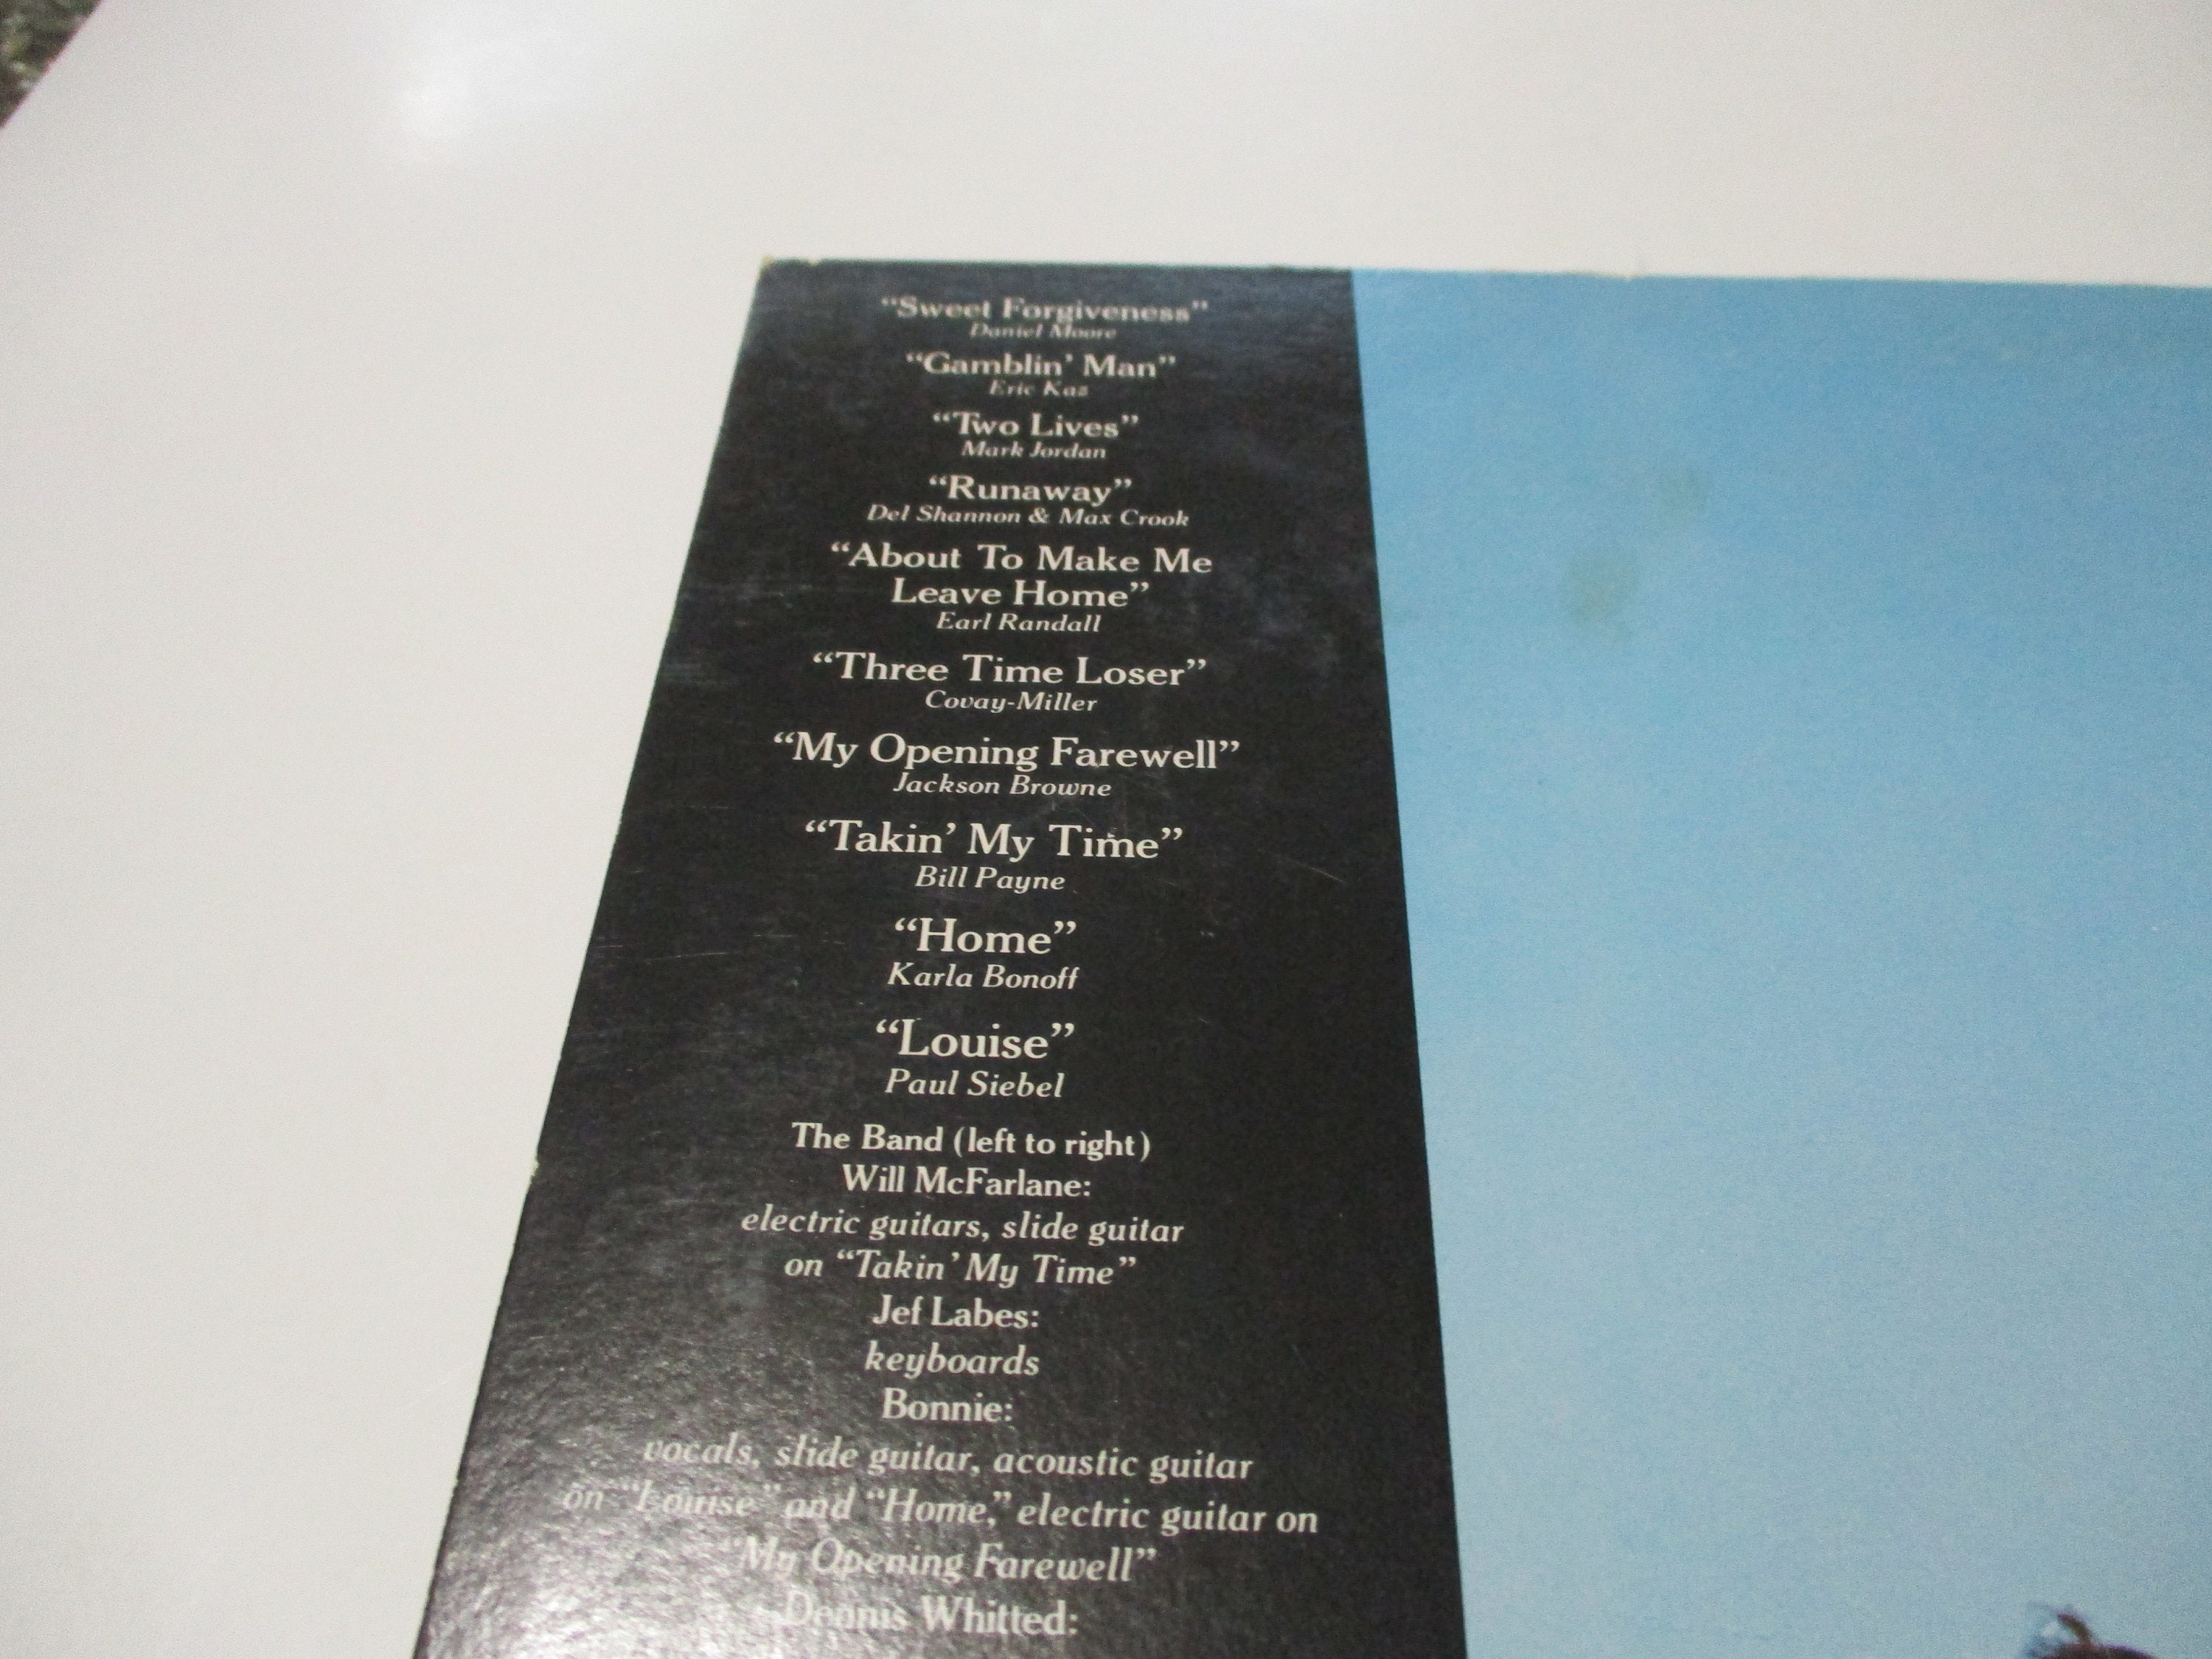 “Sweet Forgiveness”
Daniel Moore
“Gamblin’ Man”
Eric Kaz
“Two Lives”
Mark Jordan
“Runaway”
Del Shannon & Max Crook
“About To Make Me
Leave Home”
Earl Randall
“Three Time Loser”
Covay-Miller
“My Opening Farewell”
Jackson Browne
“Takin’ My Time”
Bill Payne
“Home”
Karla Bonoff
“Louise”
Paul Siebel
The Band (left to right)
Will McFarlane:
electric guitars, slide guitar
on “Takin’ My Time”
Jef Labes:
keyboards
Bonnie:
vocals, slide guitar, acoustic guitar
on “Louise” and “Home,” electric guitar on
“My Opening Farewell”
Dennis Whitted: